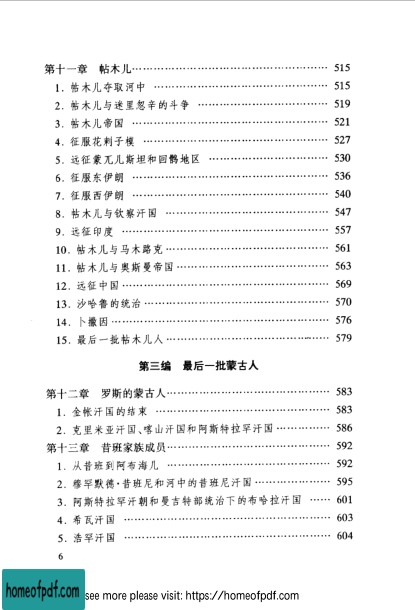 第十一章 帖木儿………………………………… 515
1. 帖木儿夺取河中 ………………………………… 515
2. 帖木儿与迷里忽辛的斗争 ………………………… 519
3. 帖木儿帝国 ………………………………… 521
4. 征服花剌子模 ………………………………… 527
5. 远征蒙兀儿斯坦和回鹘地区 ……………………… 530
6. 征服东伊朗 ………………………………… 536
7. 征服西伊朗 ………………………………… 540
8. 帖木儿与钦察汗国 ………………………………… 547
9. 远征印度 ………………………………… 557
10. 帖木儿与马木路克………………………………… 561
11. 帖木儿与奥斯曼帝国……………………………… 563
12. 远征中国………………………………… 569
13. 沙哈鲁的统治………………………………… 570
14. 卜撒因………………………………… 576
15. 最后一批帖木儿人………………………………… 579
第三编 最后一批蒙古人
第十二章 罗斯的蒙古人………………………………… 583
1. 金帐汗国的结束 ………………………………… 583
2. 克里米亚汗国、喀山汗国和阿斯特拉罕汗国 ………… 586
第十三章 昔班家族成员………………………………… 592
1. 从昔班到阿布海儿 ………………………………… 592
2. 穆罕默德·昔班尼和河中的昔班尼汗国 …………… 595
3. 阿斯特拉罕汗朝和曼吉特部统治下的布哈拉汗国 …… 601
4. 希瓦汗国 ………………………………… 603
5. 浩罕汗国 ………………………………… 604
6
homeofpdf.com
see more please visit: https://homeofpdf.com